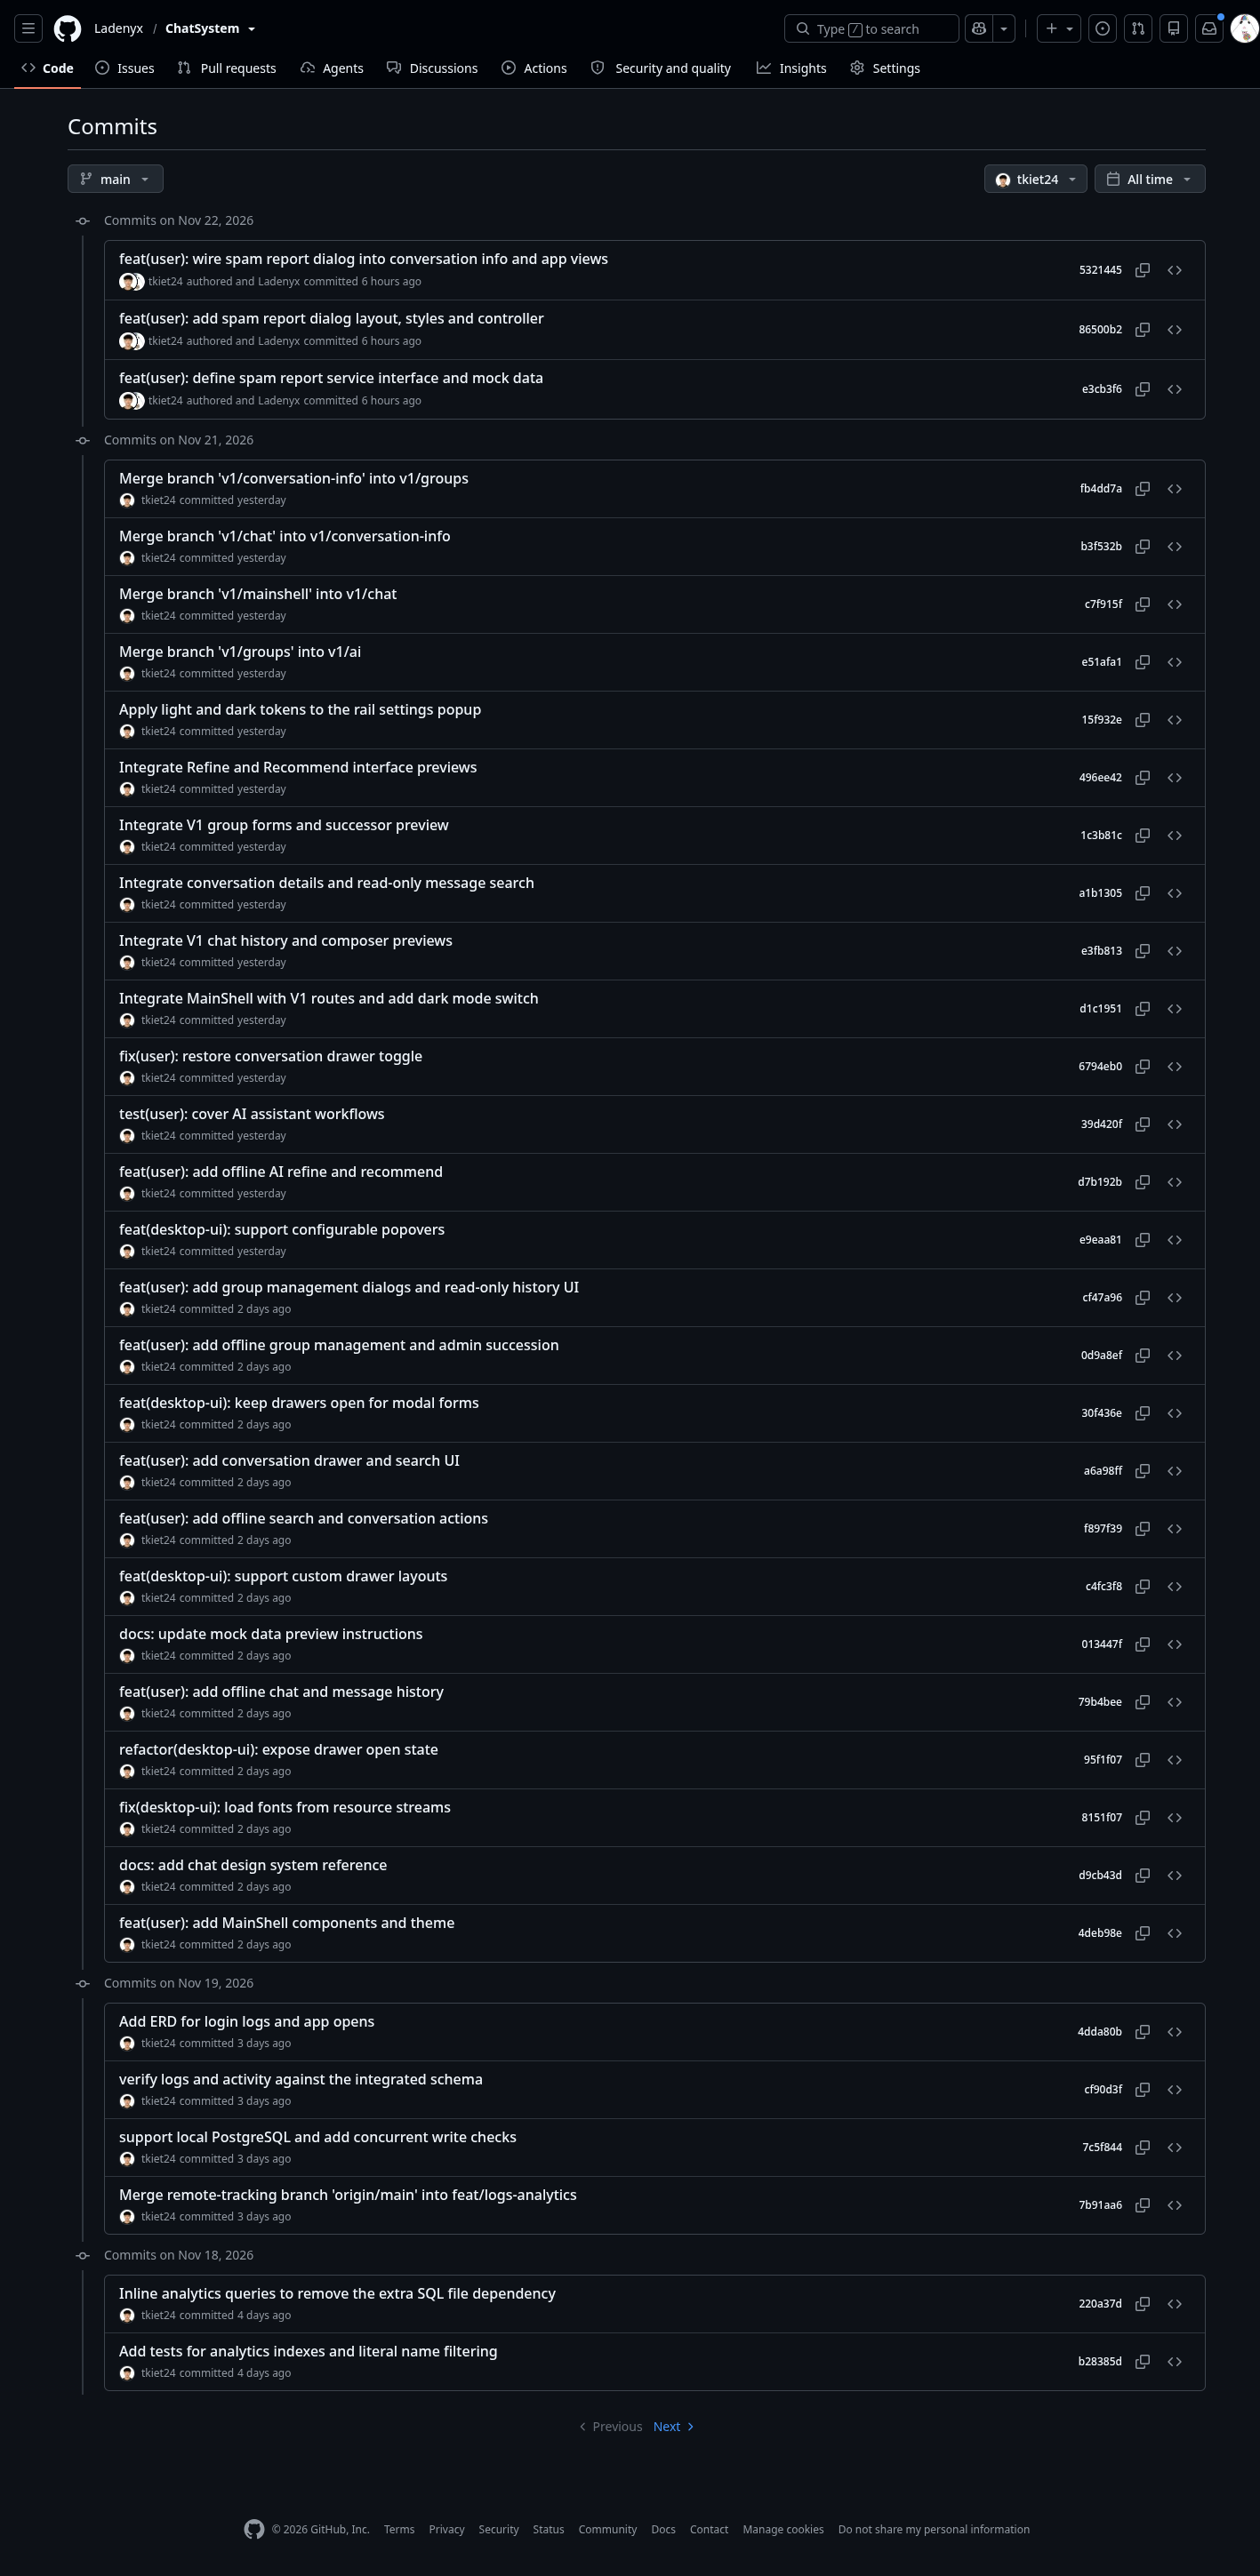 Ladenyx / ChatSystem
Type / to search
Code Issues Pull requests Agents Discussions Actions Security and quality Insights Settings
Commits
main
tkiet24 All time
Commits on Nov 22, 2026
feat(user): wire spam report dialog into conversation info and app views
5321445
tkiet24 authored and Ladenyx committed 6 hours ago
feat(user): add spam report dialog layout, styles and controller
86500b2
tkiet24 authored and Ladenyx committed 6 hours ago
feat(user): define spam report service interface and mock data
e3cb3f6
tkiet24 authored and Ladenyx committed 6 hours ago
Commits on Nov 21, 2026
Merge branch 'v1/conversation-info' into v1/groups
fb4dd7a
tkiet24 committed yesterday
Merge branch 'v1/chat' into v1/conversation-info
b3f532b
tkiet24 committed yesterday
Merge branch 'v1/mainshell' into v1/chat
c7f915f
tkiet24 committed yesterday
Merge branch 'v1/groups' into v1/ai
e51afa1
tkiet24 committed yesterday
Apply light and dark tokens to the rail settings popup
15f932e
tkiet24 committed yesterday
Integrate Refine and Recommend interface previews
496ee42
tkiet24 committed yesterday
Integrate V1 group forms and successor preview
1c3b81c
tkiet24 committed yesterday
Integrate conversation details and read-only message search
a1b1305
tkiet24 committed yesterday
Integrate V1 chat history and composer previews
e3fb813
tkiet24 committed yesterday
Integrate MainShell with V1 routes and add dark mode switch
d1c1951
tkiet24 committed yesterday
fix(user): restore conversation drawer toggle
6794eb0
tkiet24 committed yesterday
test(user): cover AI assistant workflows
39d420f
tkiet24 committed yesterday
feat(user): add offline AI refine and recommend
d7b192b
tkiet24 committed yesterday
feat(desktop-ui): support configurable popovers
e9eaa81
tkiet24 committed yesterday
feat(user): add group management dialogs and read-only history UI
cf47a96
tkiet24 committed 2 days ago
feat(user): add offline group management and admin succession
0d9a8ef
tkiet24 committed 2 days ago
feat(desktop-ui): keep drawers open for modal forms
30f436e
tkiet24 committed 2 days ago
feat(user): add conversation drawer and search UI
a6a98ff
tkiet24 committed 2 days ago
feat(user): add offline search and conversation actions
f897f39
tkiet24 committed 2 days ago
feat(desktop-ui): support custom drawer layouts
c4fc3f8
tkiet24 committed 2 days ago
docs: update mock data preview instructions
013447f
tkiet24 committed 2 days ago
feat(user): add offline chat and message history
79b4bee
tkiet24 committed 2 days ago
refactor(desktop-ui): expose drawer open state
95f1f07
tkiet24 committed 2 days ago
fix(desktop-ui): load fonts from resource streams
8151f07
tkiet24 committed 2 days ago
docs: add chat design system reference
d9cb43d
tkiet24 committed 2 days ago
feat(user): add MainShell components and theme
4deb98e
tkiet24 committed 2 days ago
Commits on Nov 19, 2026
Add ERD for login logs and app opens
4dda80b
tkiet24 committed 3 days ago
verify logs and activity against the integrated schema
cf90d3f
tkiet24 committed 3 days ago
support local PostgreSQL and add concurrent write checks
7c5f844
tkiet24 committed 3 days ago
Merge remote-tracking branch 'origin/main' into feat/logs-analytics
7b91aa6
tkiet24 committed 3 days ago
Commits on Nov 18, 2026
Inline analytics queries to remove the extra SQL file dependency
220a37d
tkiet24 committed 4 days ago
Add tests for analytics indexes and literal name filtering
b28385d
tkiet24 committed 4 days ago
Previous Next
© 2026 GitHub, Inc. Terms Privacy Security Status Community Docs Contact Manage cookies Do not share my personal information